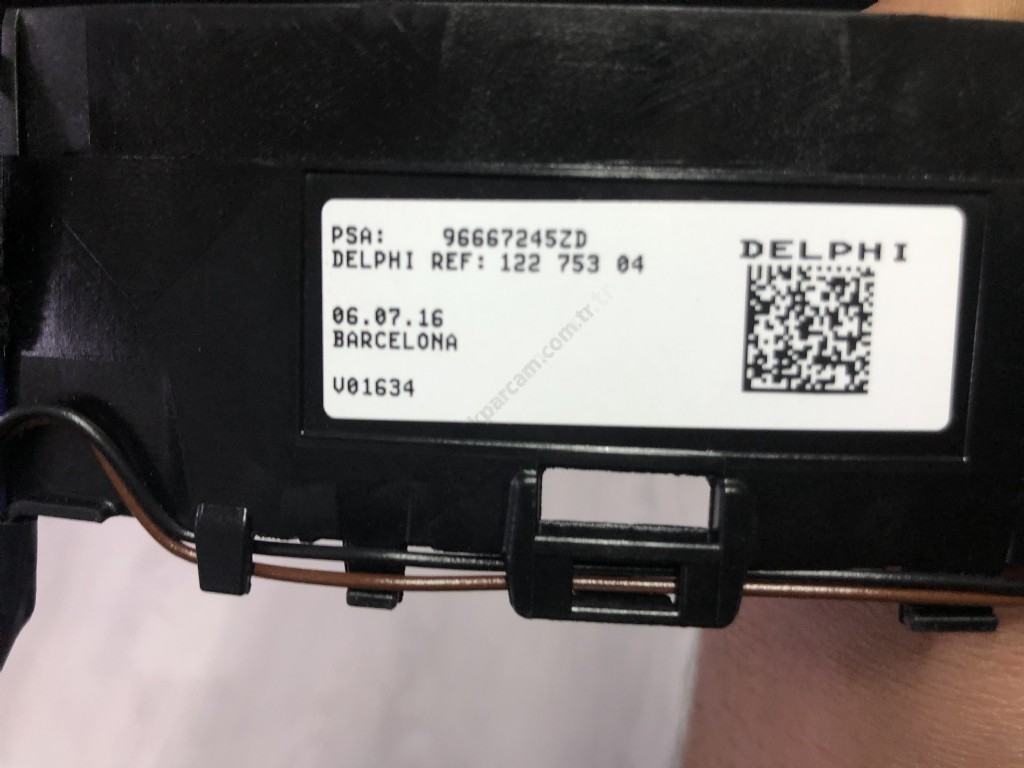 PSA: 96667245ZD
DELPHI REF: 122 753 04
06.07.16
BARCELONA
V01634
DELPHI